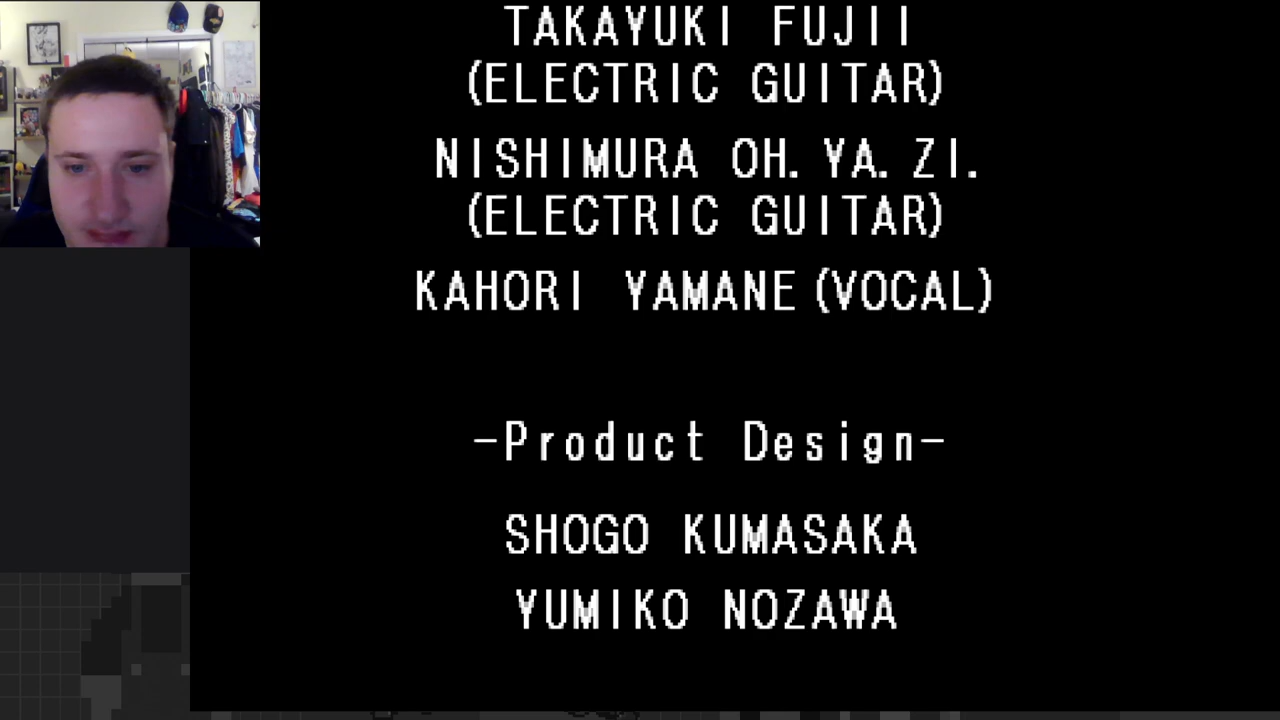 TAKAYUKI FUJII
(ELECTRIC GUITAR)
NISHIMURA OH. YA. ZI.
(ELECTRIC GUITAR)
KAHORI YAMANE (VOCAL)
-Product Design-
SHOGO KUMASAKA
YUMIKO NOZAWA